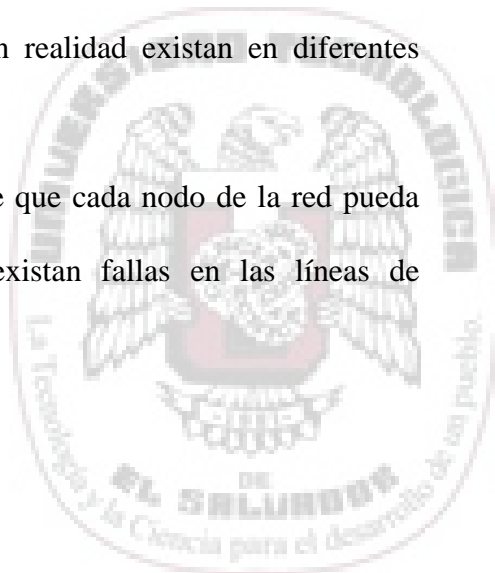 n realidad existan en diferentes
e que cada nodo de la red pueda
existan fallas en las líneas de
UNIVERSIDAD TECNOLOGICA
DE
EL SALVADOR
La Tecnología y la Ciencia para el desarrollo de un pueblo.